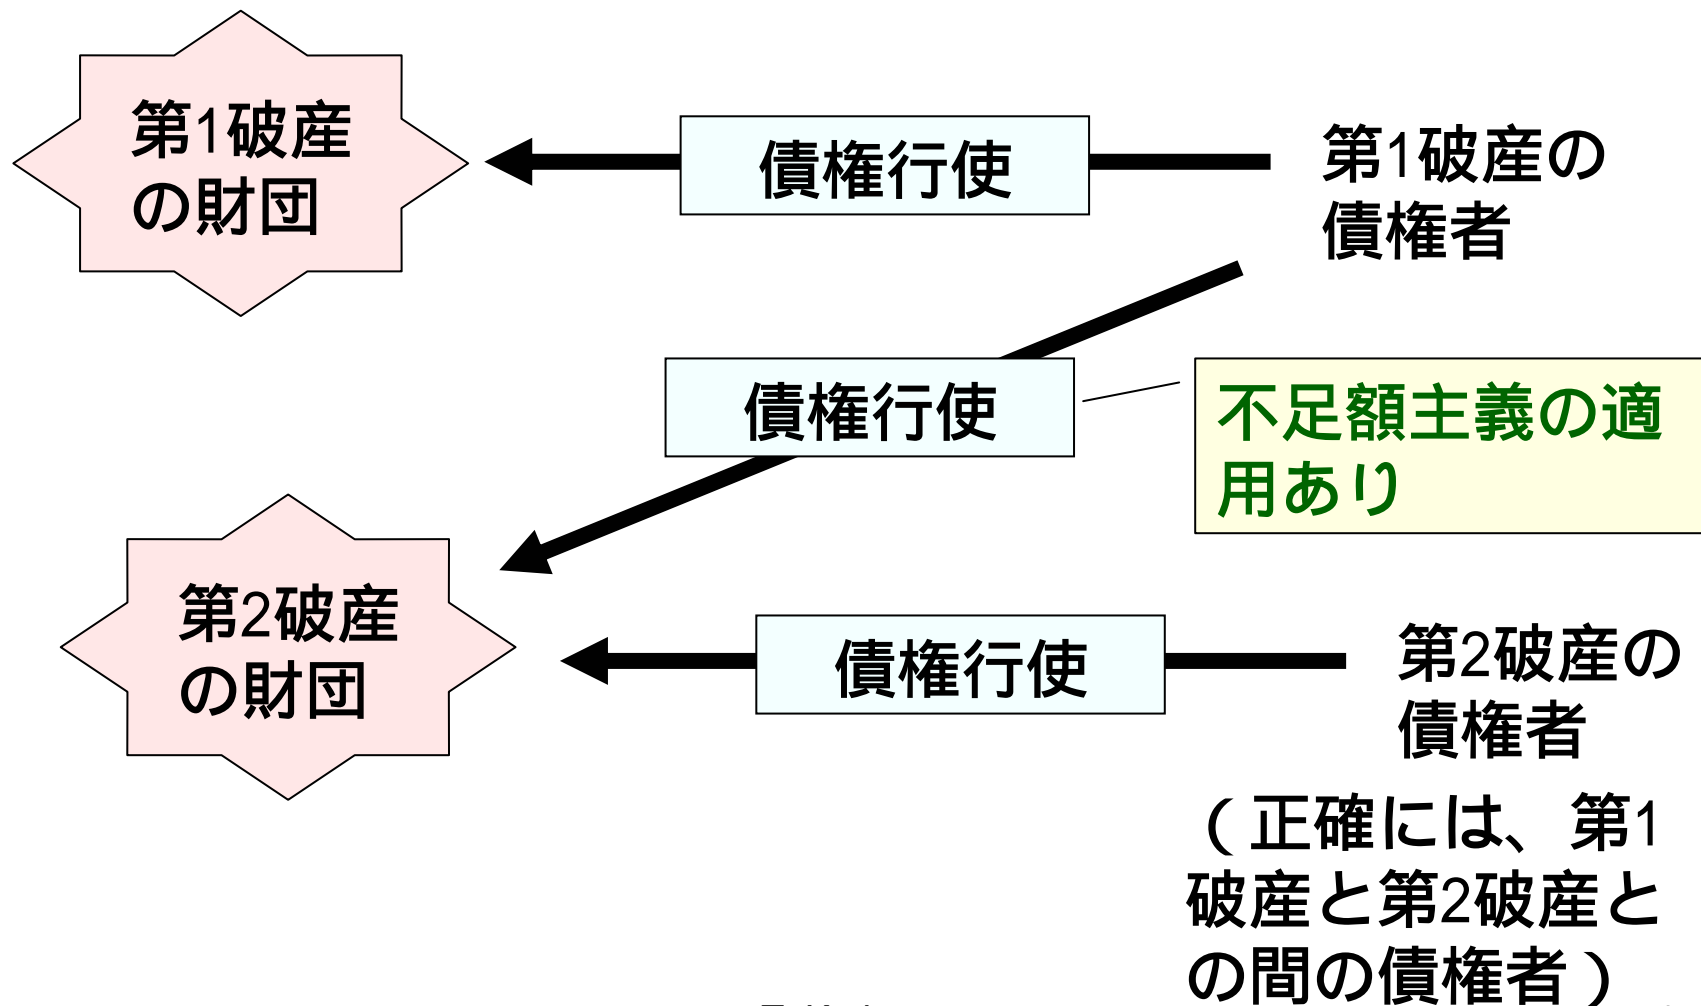 第1破産
の財団
債権行使
第1破産の
債権者
債権行使
不足額主義の適
用あり
第2破産
の財団
債権行使
第2破産の
債権者
（正確には、第1
破産と第2破産と
の間の債権者）